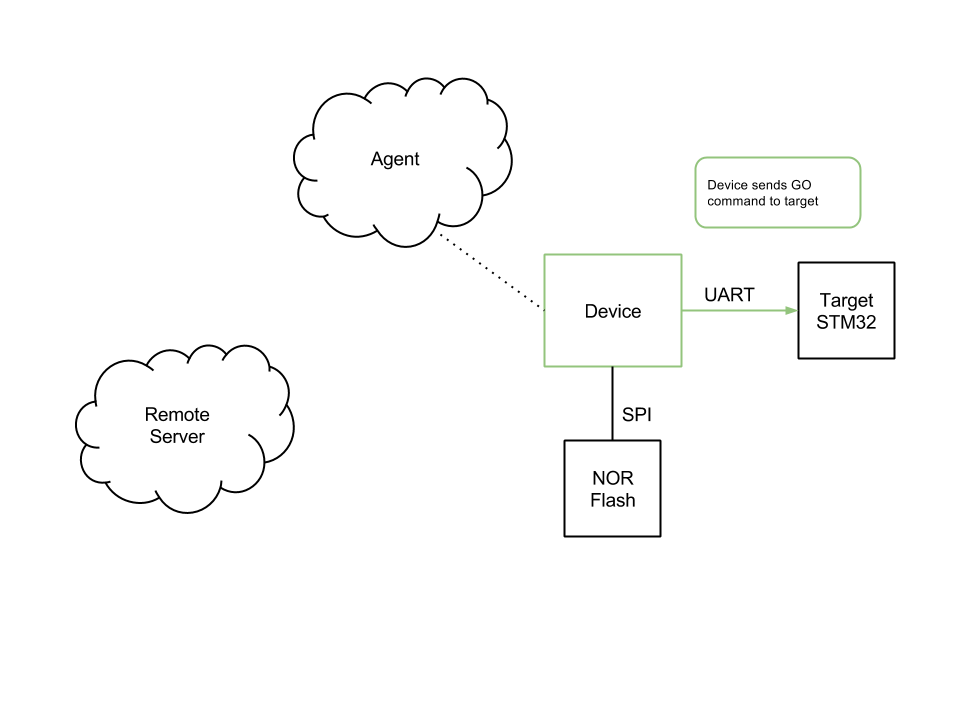 Agent
Device sends GO
command to target
Device
UART
Target
STM32
SPI
Remote
Server
NOR
Flash